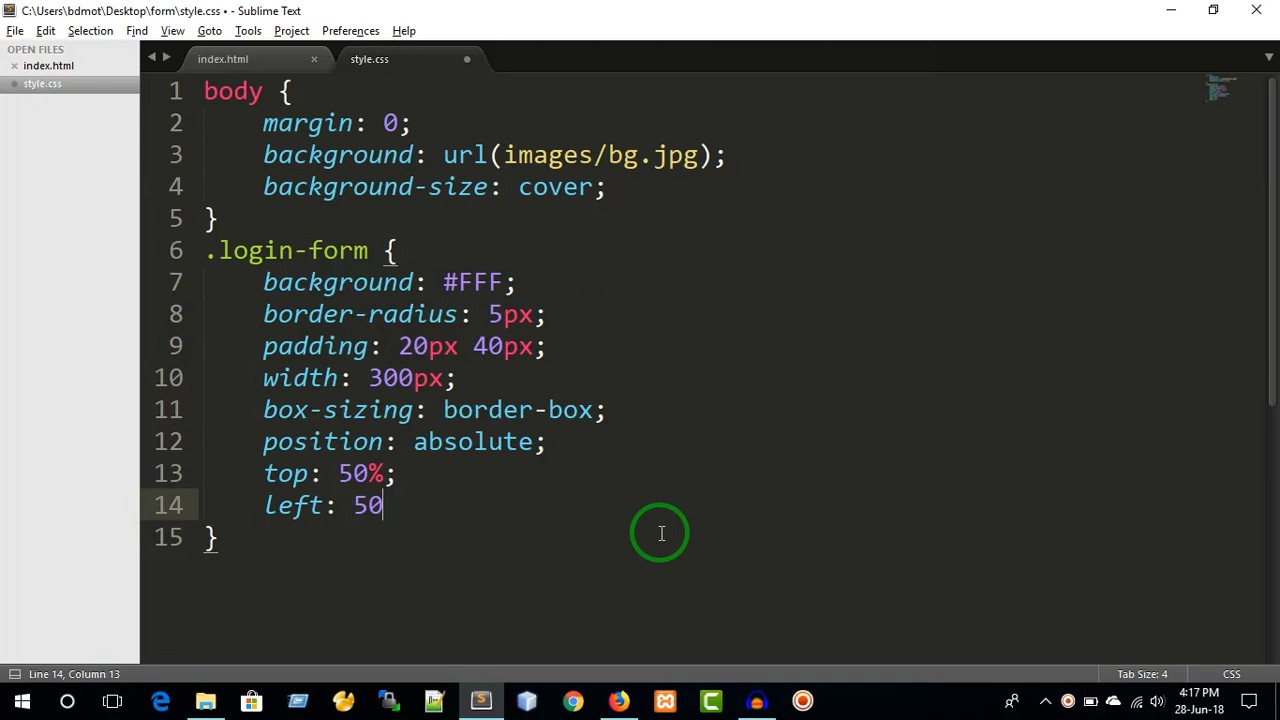 C:\Users\bdmot\Desktop\form\style.css • - Sublime Text
File Edit Selection Find View Goto Tools Project Preferences Help
OPEN FILES
index.html
style.css
index.html
style.css
1 body {
2 margin: 0;
3 background: url(images/bg.jpg);
4 background-size: cover;
5 }
6 .login-form {
7 background: #FFF;
8 border-radius: 5px;
9 padding: 20px 40px;
10 width: 300px;
11 box-sizing: border-box;
12 position: absolute;
13 top: 50%;
14 left: 50
15 }
Line 14, Column 13
Tab Size: 4
CSS
4:17 PM
28-Jun-18